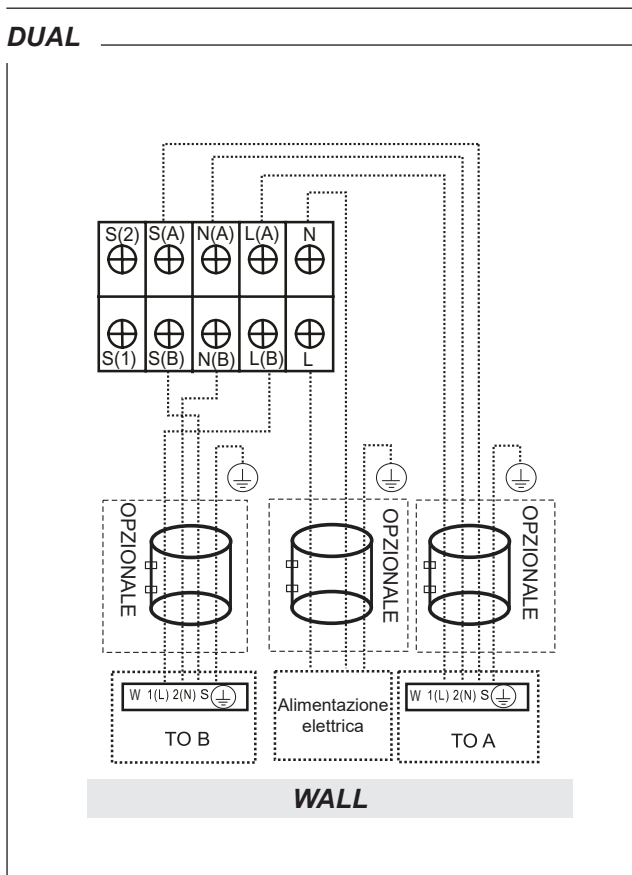 DUAL
S(2) S(A) N(A) L(A) N
S(1) S(B) N(B) L(B) L
OPZIONALE
OPZIONALE
OPZIONALE
W 1(L) 2(N) S
TO B
Alimentazione
elettrica
W 1(L) 2(N) S
TO A
WALL